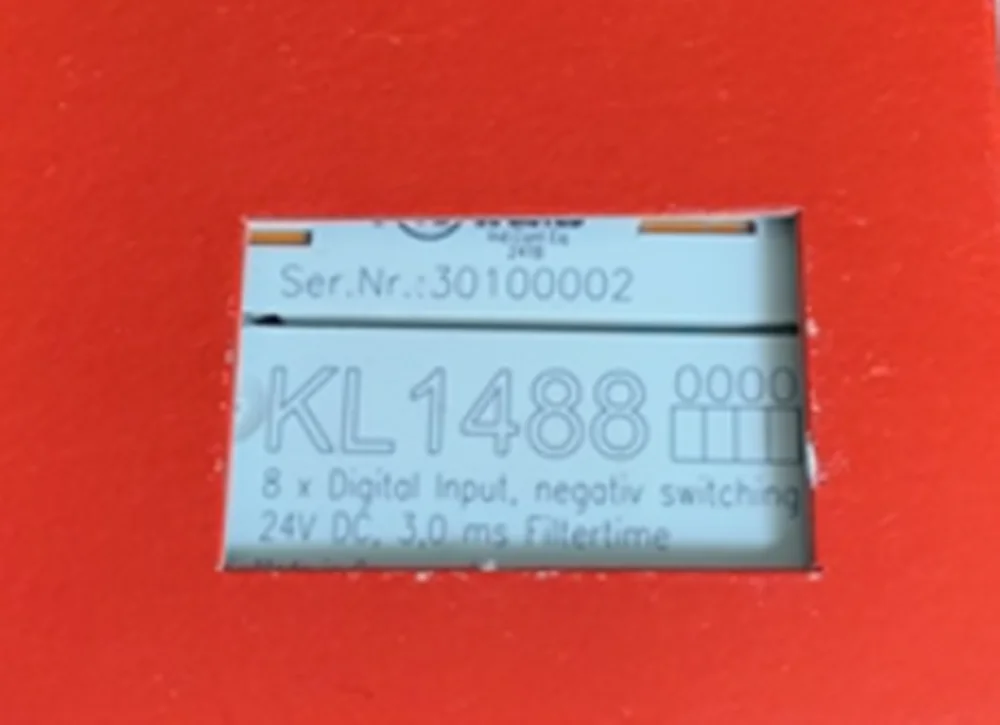 Ser.Nr.:30100002
KL1488
0000
8 x Digital Input, negativ switching
24V DC, 3.0 ms Filtertime